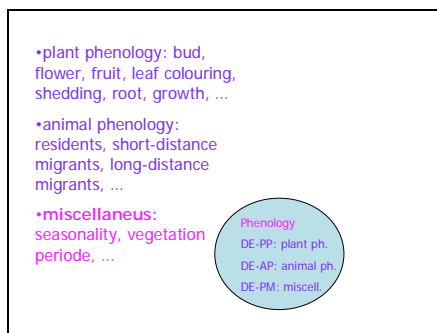 •plant phenology: bud,
flower, fruit, leaf colouring,
shedding, root, growth, ...
•animal phenology:
residents, short-distance
migrants, long-distance
migrants, ...
•miscellaneus:
seasonality, vegetation
periode, ...
Phenology
DE-PP: plant ph.
DE-AP: animal ph.
DE-PM: miscell.